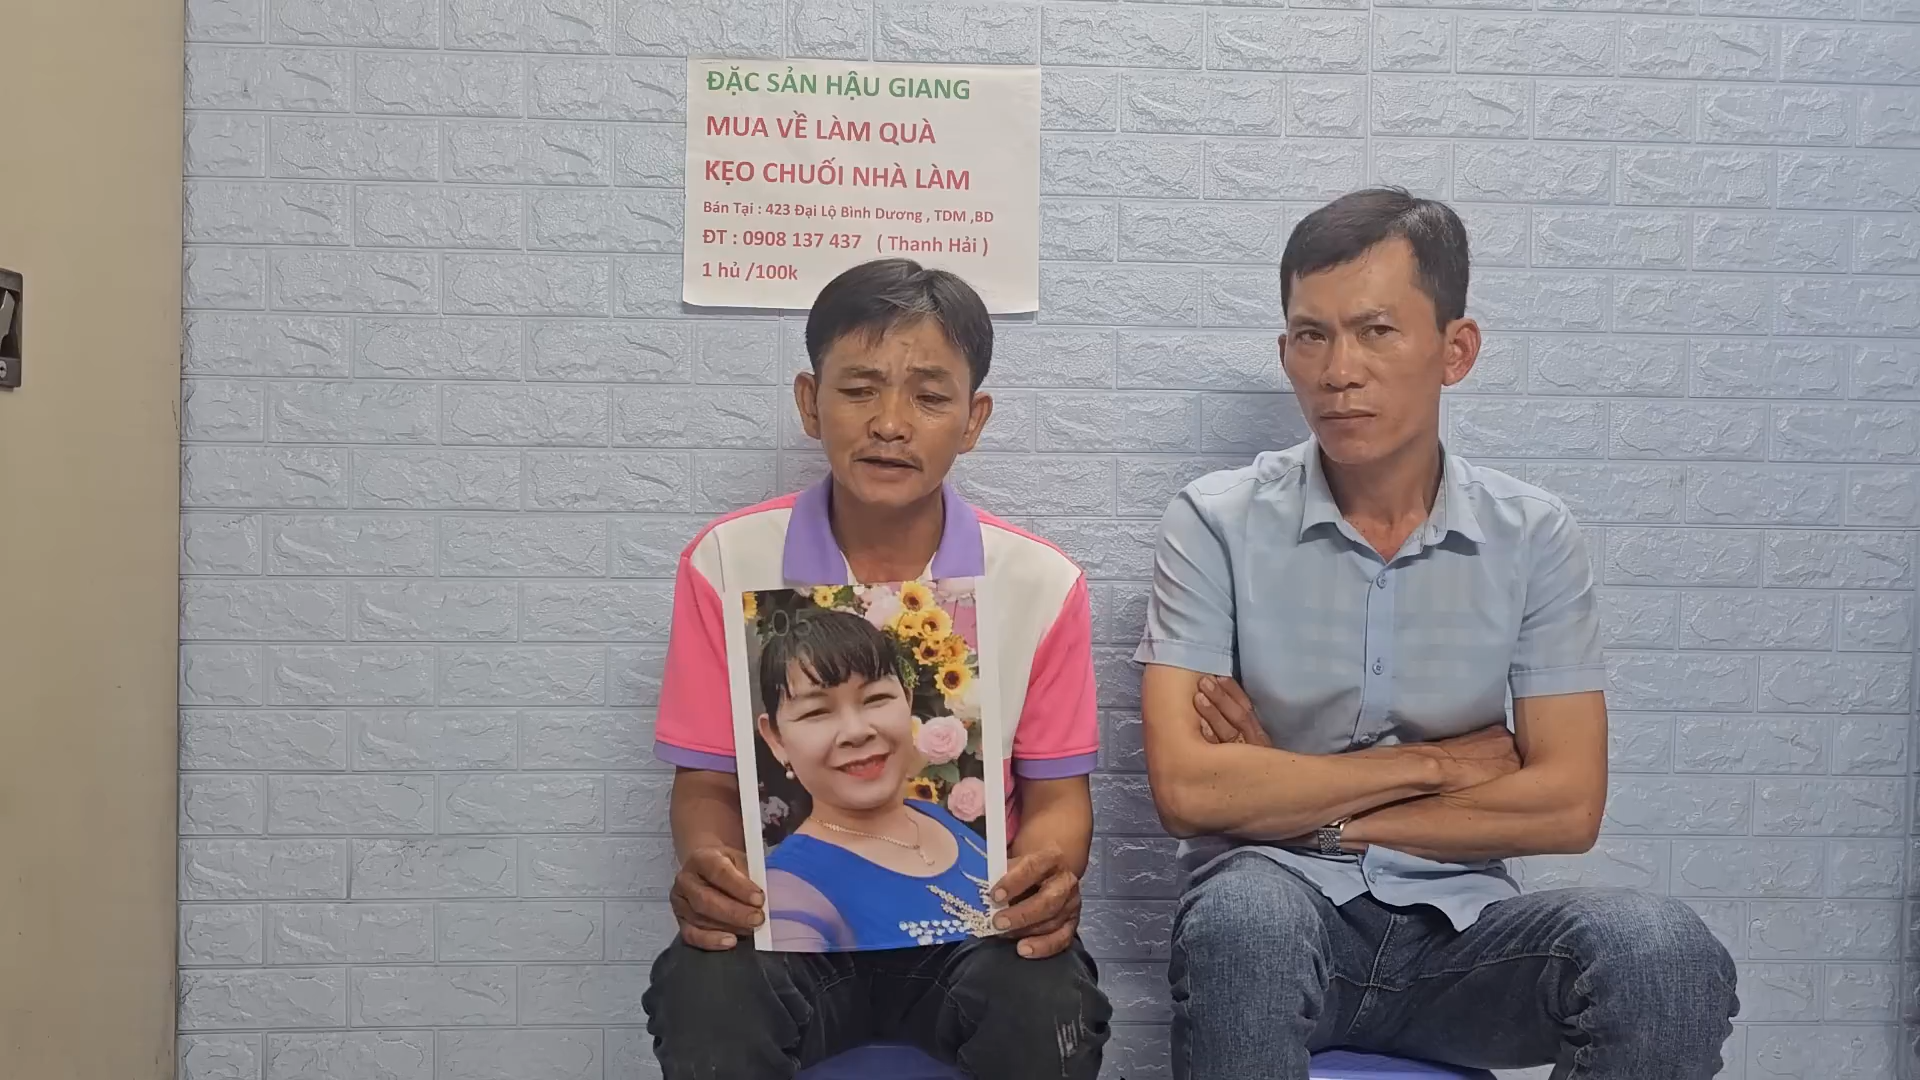 ĐẶC SẢN HẬU GIANG
MUA VỀ LÀM QUÀ
KẸO CHUỐI NHÀ LÀM
Bán Tại : 423 Đại Lộ Bình Dương , TDM ,BD
ĐT : 0908 137 437 ( Thanh Hải )
1 hủ /100k
05